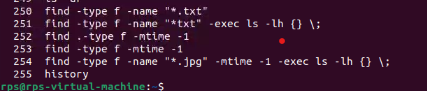 250 find -type f -name "*.txt"
251 find -type f -name "*txt" -exec ls -lh {} \;
252 find .-type f -mtime -1
253 find -type f -mtime -1
254 find -type f -name "*.jpg" -mtime -1 -exec ls -lh {} \;
255 history
rps@rps-virtual-machine:~$